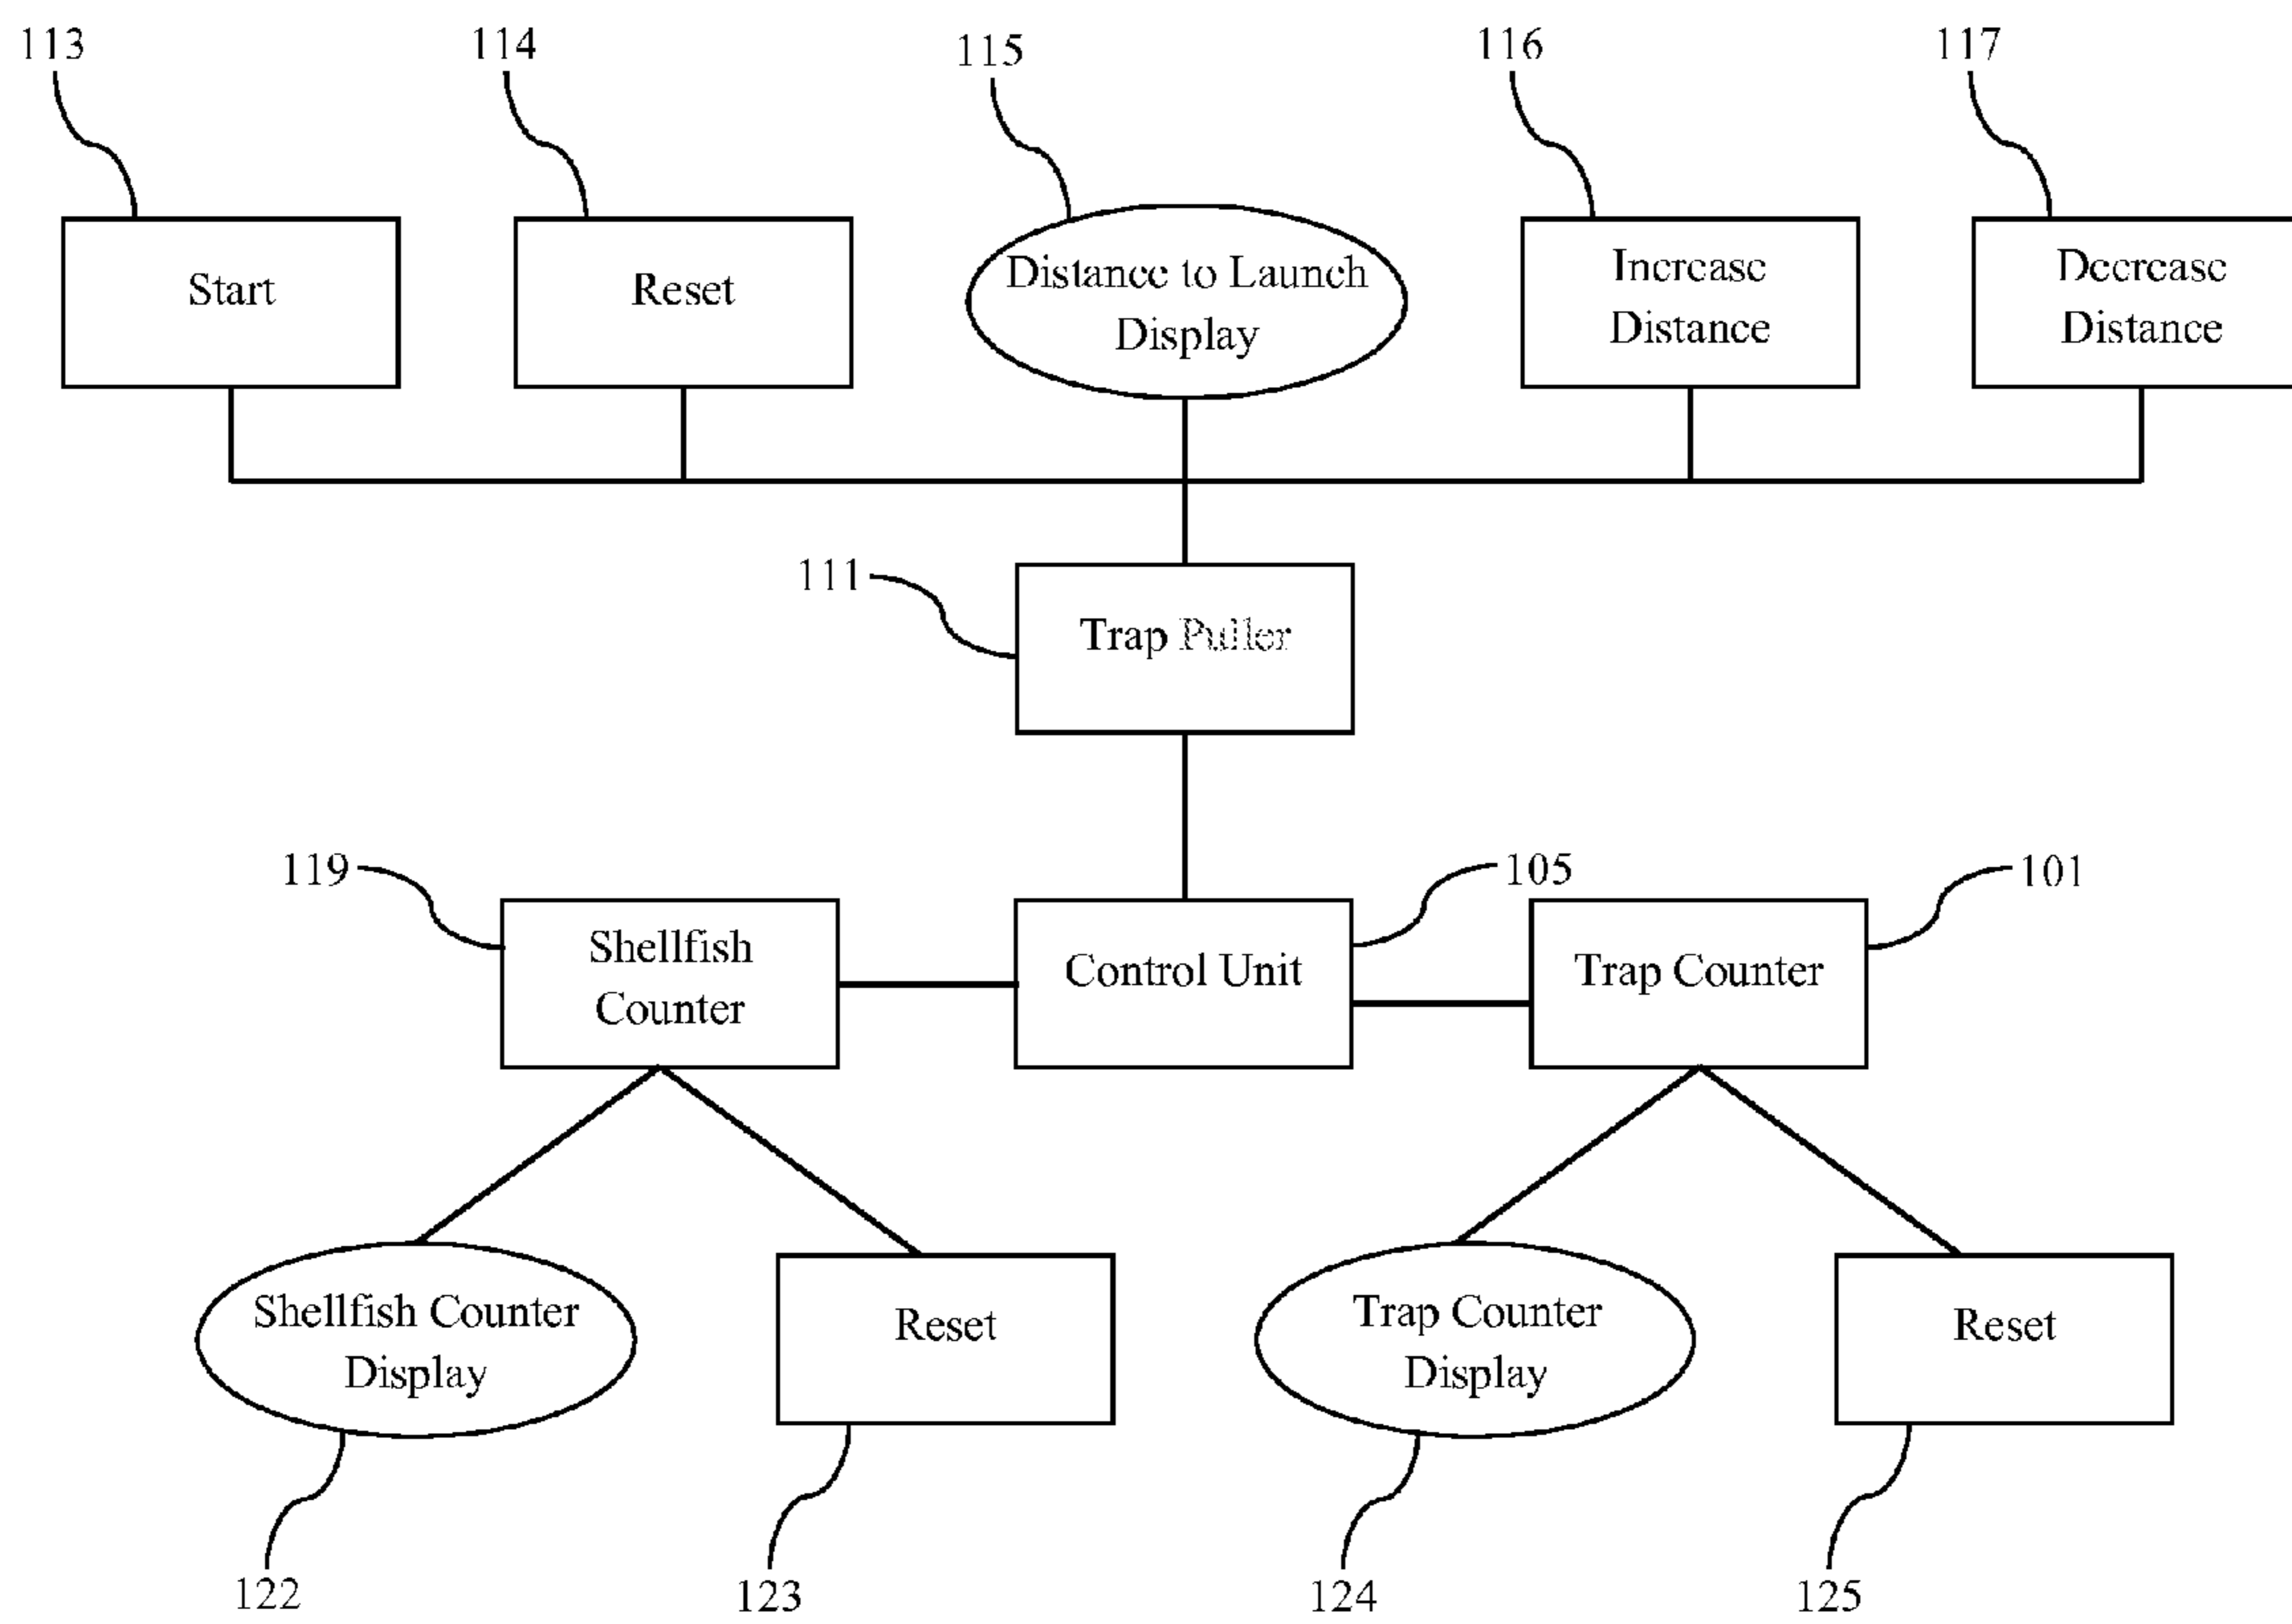 113
114
115
116
117
Start
Reset
Distance to Launch
Display
Increase
Distance
Decrease
Distance
111
Trap Puller
119
105
101
Shellfish
Counter
Control Unit
Trap Counter
Shellfish Counter
Display
Reset
Trap Counter
Display
Reset
122
123
124
125